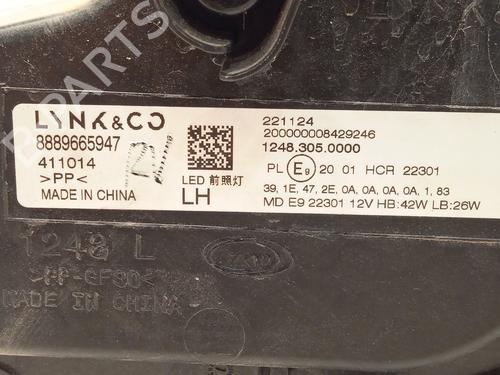 B-PARTS
LYNK&CO
8889665947
411014
>PP<
MADE IN CHINA
LED 前照灯
LH
221124
200000008429246
1248.305.0000
PL E9 20 01 HCR 22301
39, 1E, 47, 2E, 0A, 0A, 0A, 0A, 1, 83
MD E9 22301 12V HB:42W LB:26W
1248 L
MADE IN CHINA